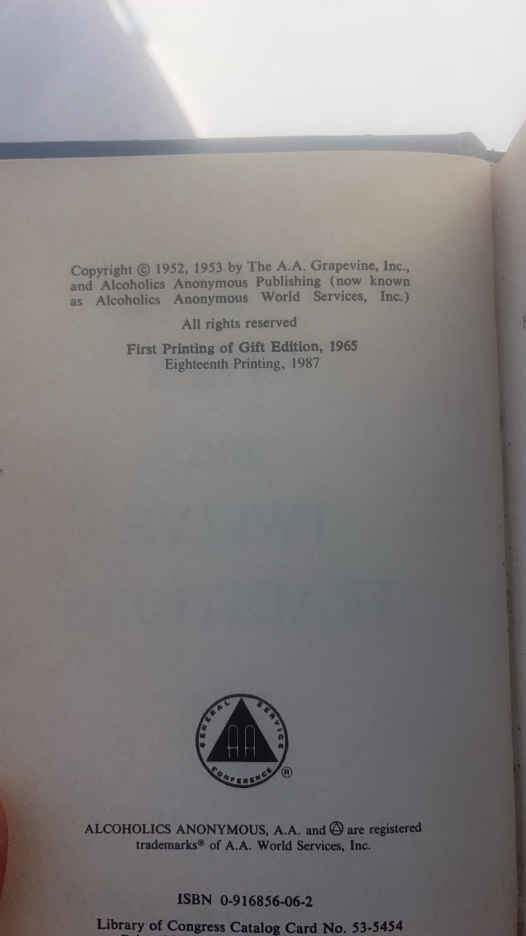 Copyright © 1952, 1953 by The A.A. Grapevine, Inc.,
and Alcoholics Anonymous Publishing (now known
as Alcoholics Anonymous World Services, Inc.)
All rights reserved
First Printing of Gift Edition, 1965
Eighteenth Printing, 1987
GENERAL SERVICE
AA
CONFERENCE ®
ALCOHOLICS ANONYMOUS, A.A. and Ⓐ are registered
trademarks® of A.A. World Services, Inc.
ISBN 0-916856-06-2
Library of Congress Catalog Card No. 53-5454